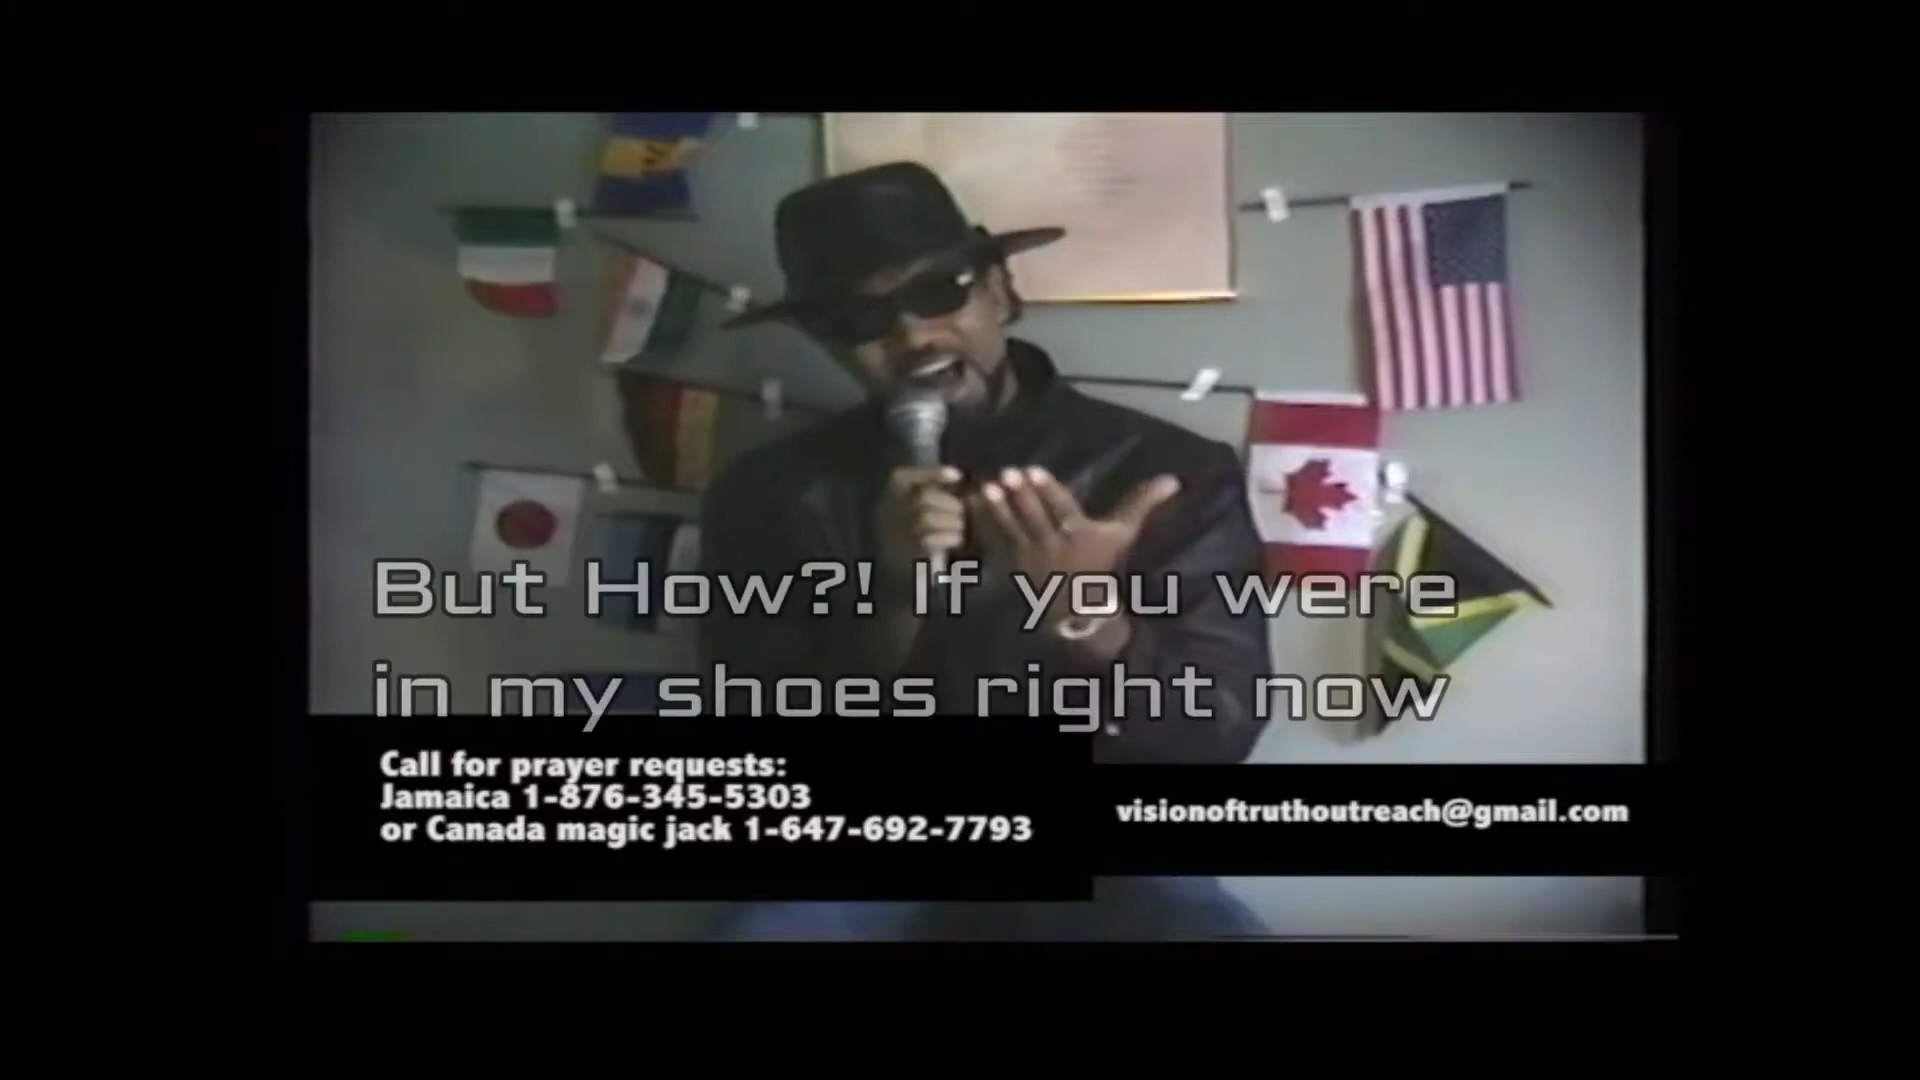 But How?! If you were
in my shoes right now
Call for prayer requests:
Jamaica 1-876-345-5303
or Canada magic jack 1-647-692-7793
visionoftruthoutreach@gmail.com